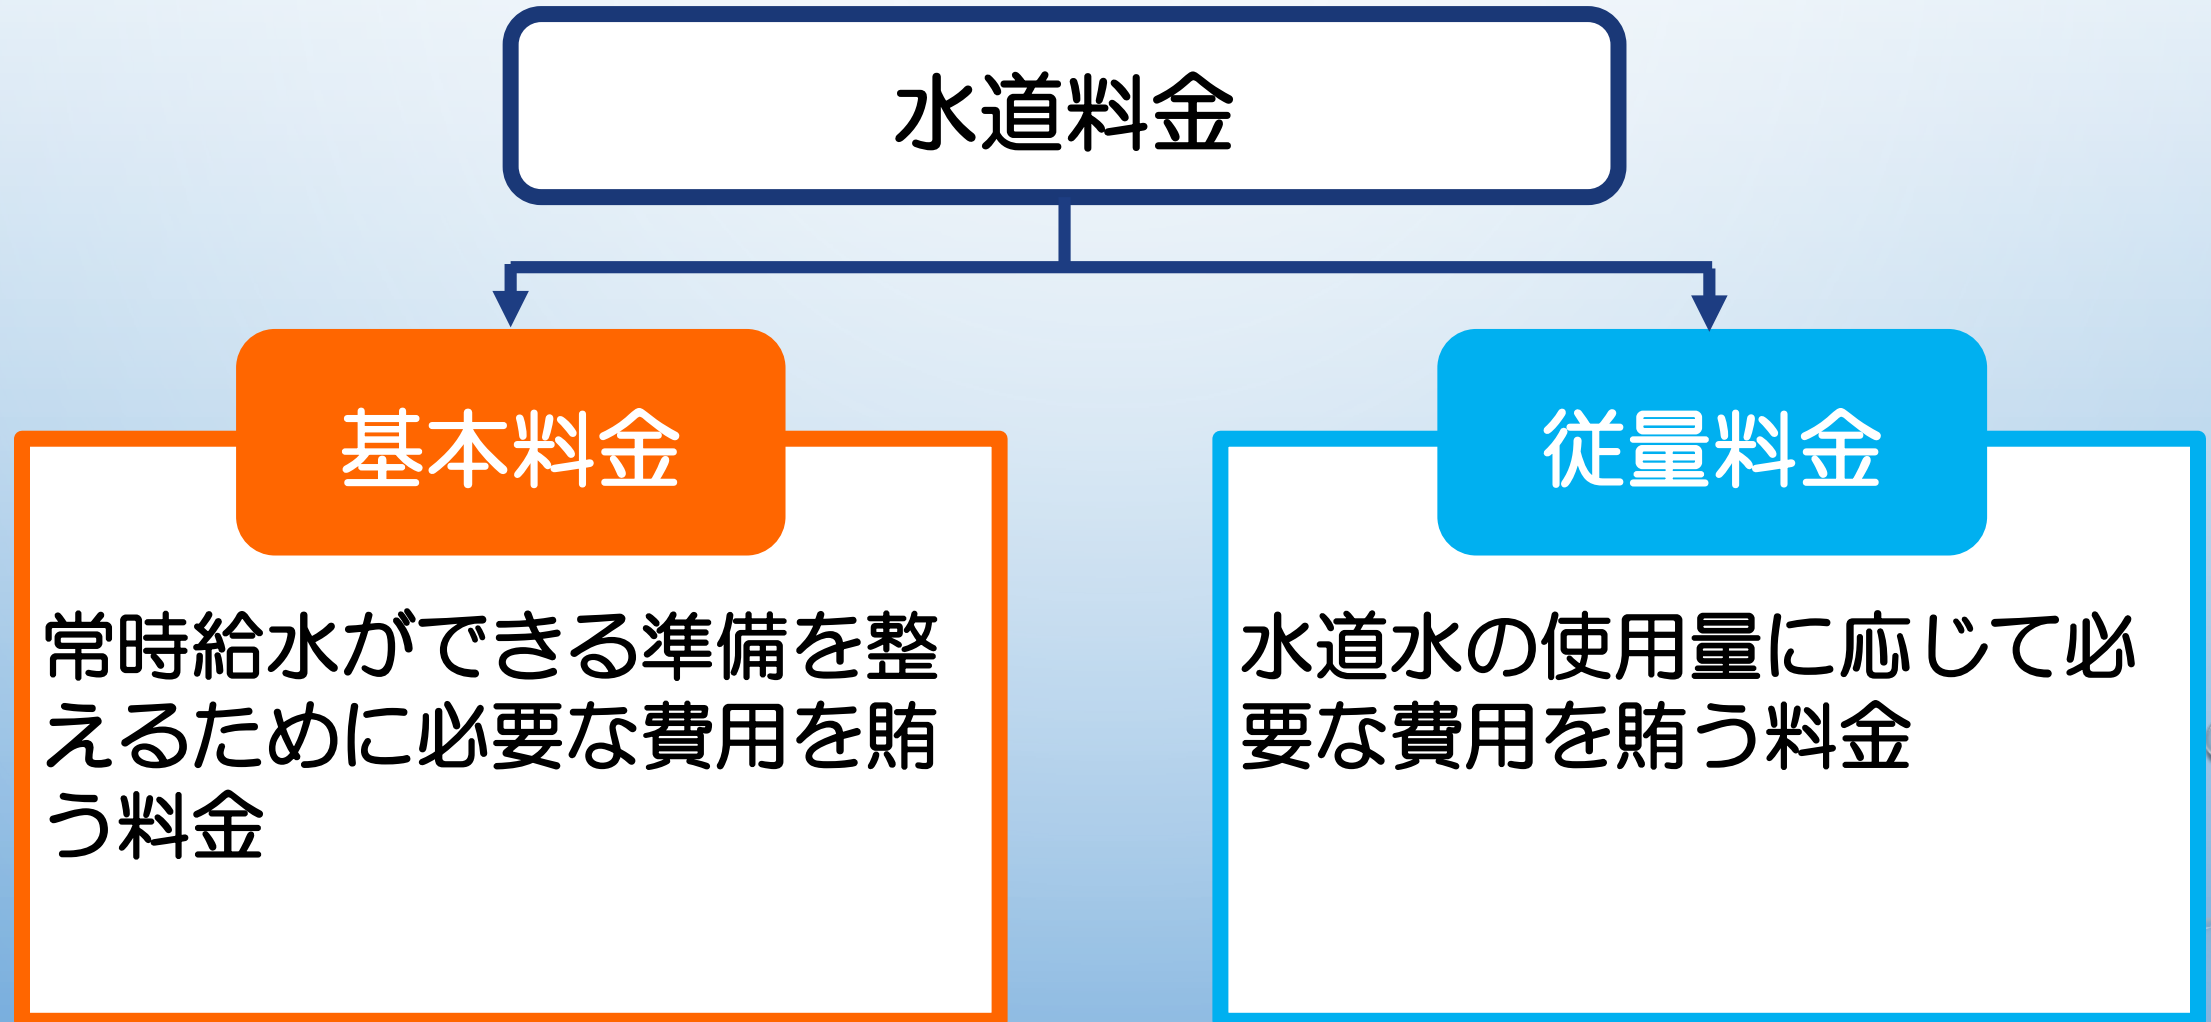 水道料金
基本料金
常時給水ができる準備を整
えるために必要な費用を賄
う料金
従量料金
水道水の使用量に応じて必
要な費用を賄う料金